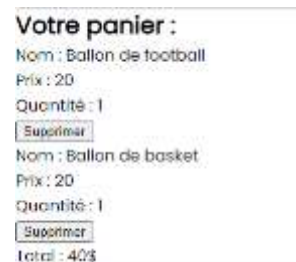 Votre panier :
Nom : Ballon de football
Prix : 20
Quantité : 1
Supprimer
Nom : Ballon de basket
Prix : 20
Quantité : 1
Supprimer
Total : 40$